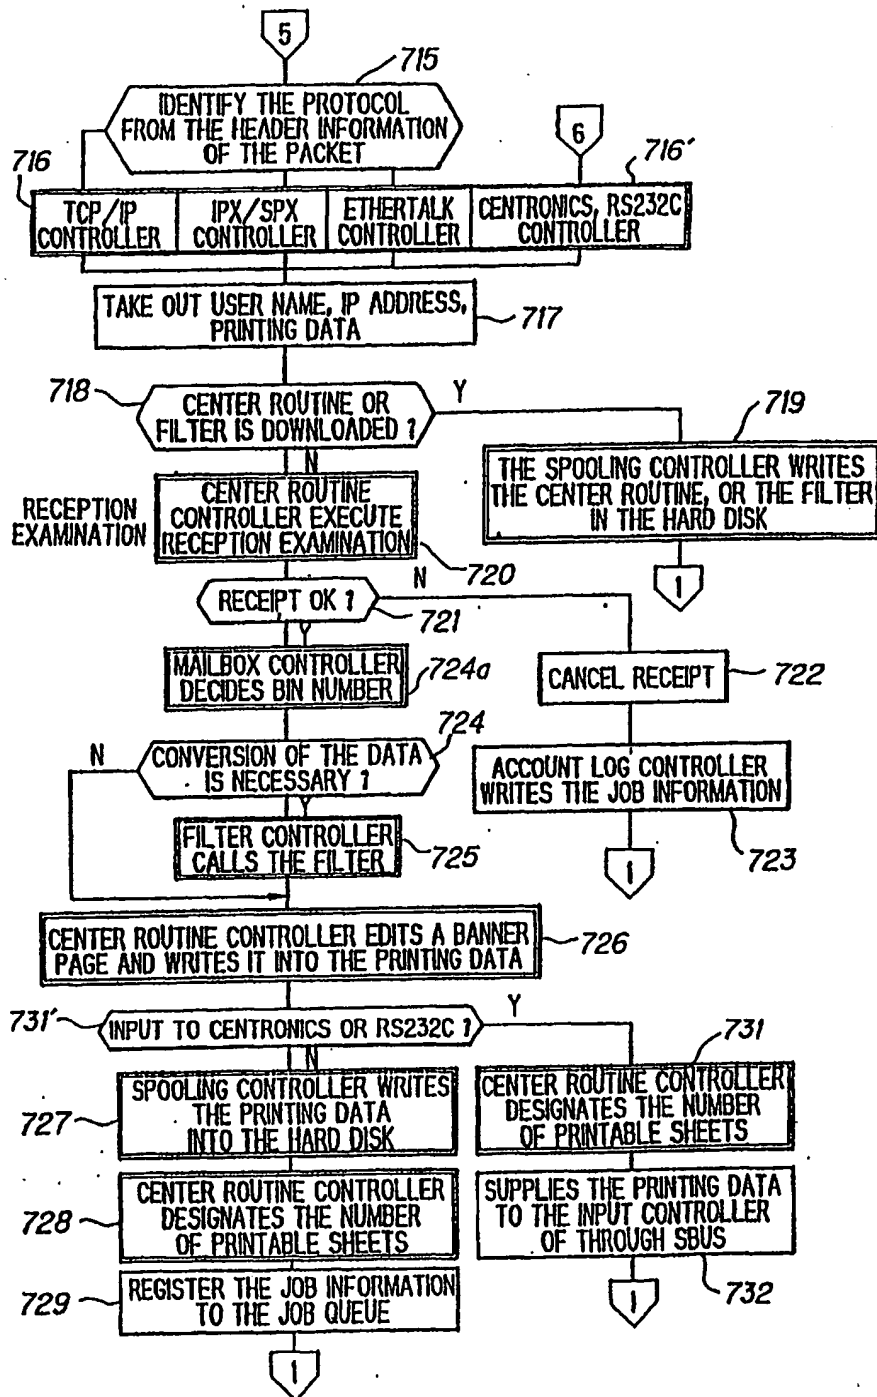 5
715
IDENTIFY THE PROTOCOL
FROM THE HEADER INFORMATION
OF THE PACKET
6
716
716'
TCP/IP
CONTROLLER
IPX/SPX
CONTROLLER
ETHERTALK
CONTROLLER
CENTRONICS, RS232C
CONTROLLER
TAKE OUT USER NAME, IP ADDRESS,
PRINTING DATA
717
718
CENTER ROUTINE OR
FILTER IS DOWNLOADED ?
Y
N
719
THE SPOOLING CONTROLLER WRITES
THE CENTER ROUTINE, OR THE FILTER
IN THE HARD DISK
1
RECEPTION
EXAMINATION
CENTER ROUTINE
CONTROLLER EXECUTE
RECEPTION EXAMINATION
720
RECEIPT OK ?
N
721
Y
MAILBOX CONTROLLER
DECIDES BIN NUMBER
724a
CANCEL RECEIPT
722
N
CONVERSION OF THE DATA
IS NECESSARY ?
724
Y
ACCOUNT LOG CONTROLLER
WRITES THE JOB INFORMATION
723
1
FILTER CONTROLLER
CALLS THE FILTER
725
CENTER ROUTINE CONTROLLER EDITS A BANNER
PAGE AND WRITES IT INTO THE PRINTING DATA
726
731'
INPUT TO CENTRONICS OR RS232C ?
Y
N
727
SPOOLING CONTROLLER WRITES
THE PRINTING DATA
INTO THE HARD DISK
731
CENTER ROUTINE CONTROLLER
DESIGNATES THE NUMBER
OF PRINTABLE SHEETS
728
CENTER ROUTINE CONTROLLER
DESIGNATES THE NUMBER
OF PRINTABLE SHEETS
SUPPLIES THE PRINTING DATA
TO THE INPUT CONTROLLER
OF THROUGH SBUS
732
1
729
REGISTER THE JOB INFORMATION
TO THE JOB QUEUE
1